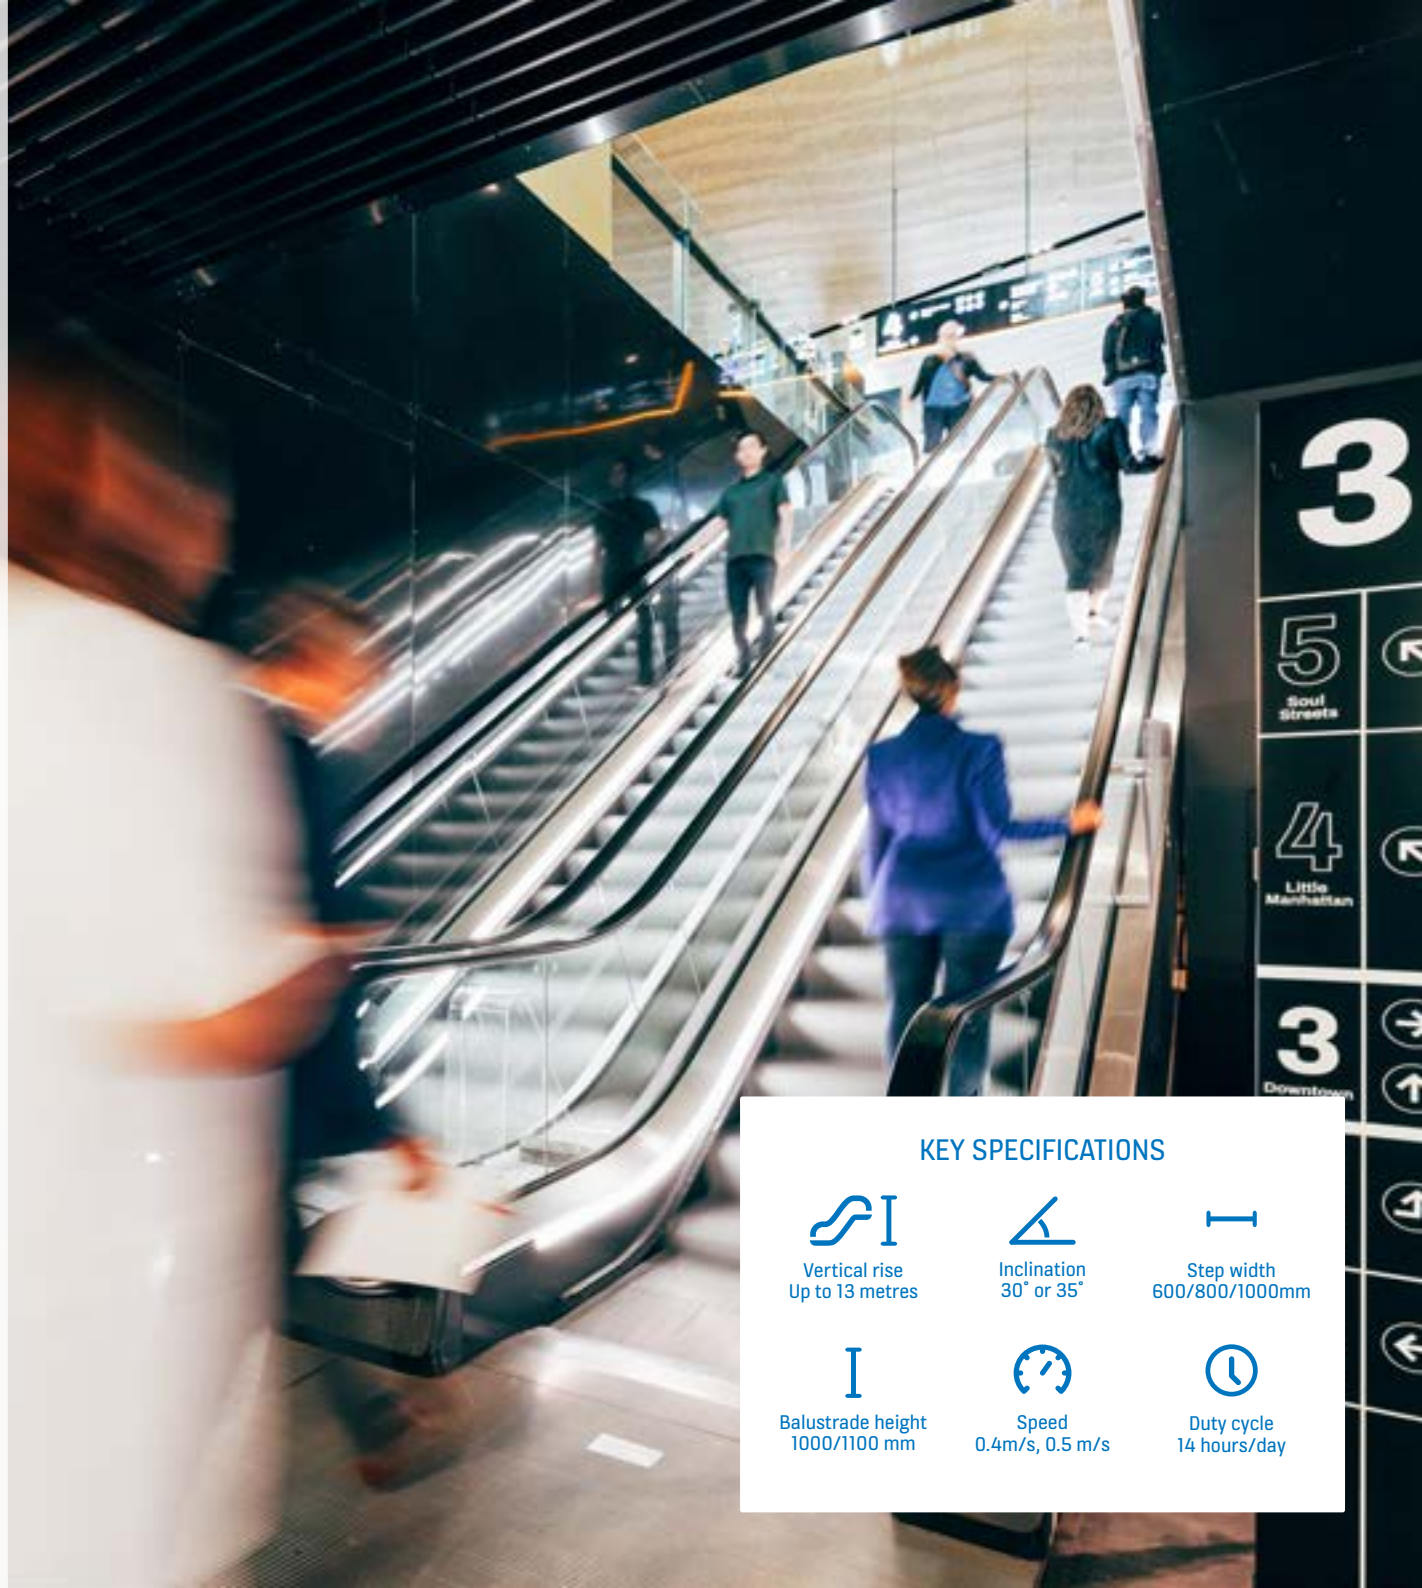 4
3
5
Soul
Streets
4
Little
Manhattan
3
Downtown
KEY SPECIFICATIONS
Vertical rise
Up to 13 metres
Inclination
30° or 35°
Step width
600/800/1000mm
Balustrade height
1000/1100 mm
Speed
0.4m/s, 0.5 m/s
Duty cycle
14 hours/day